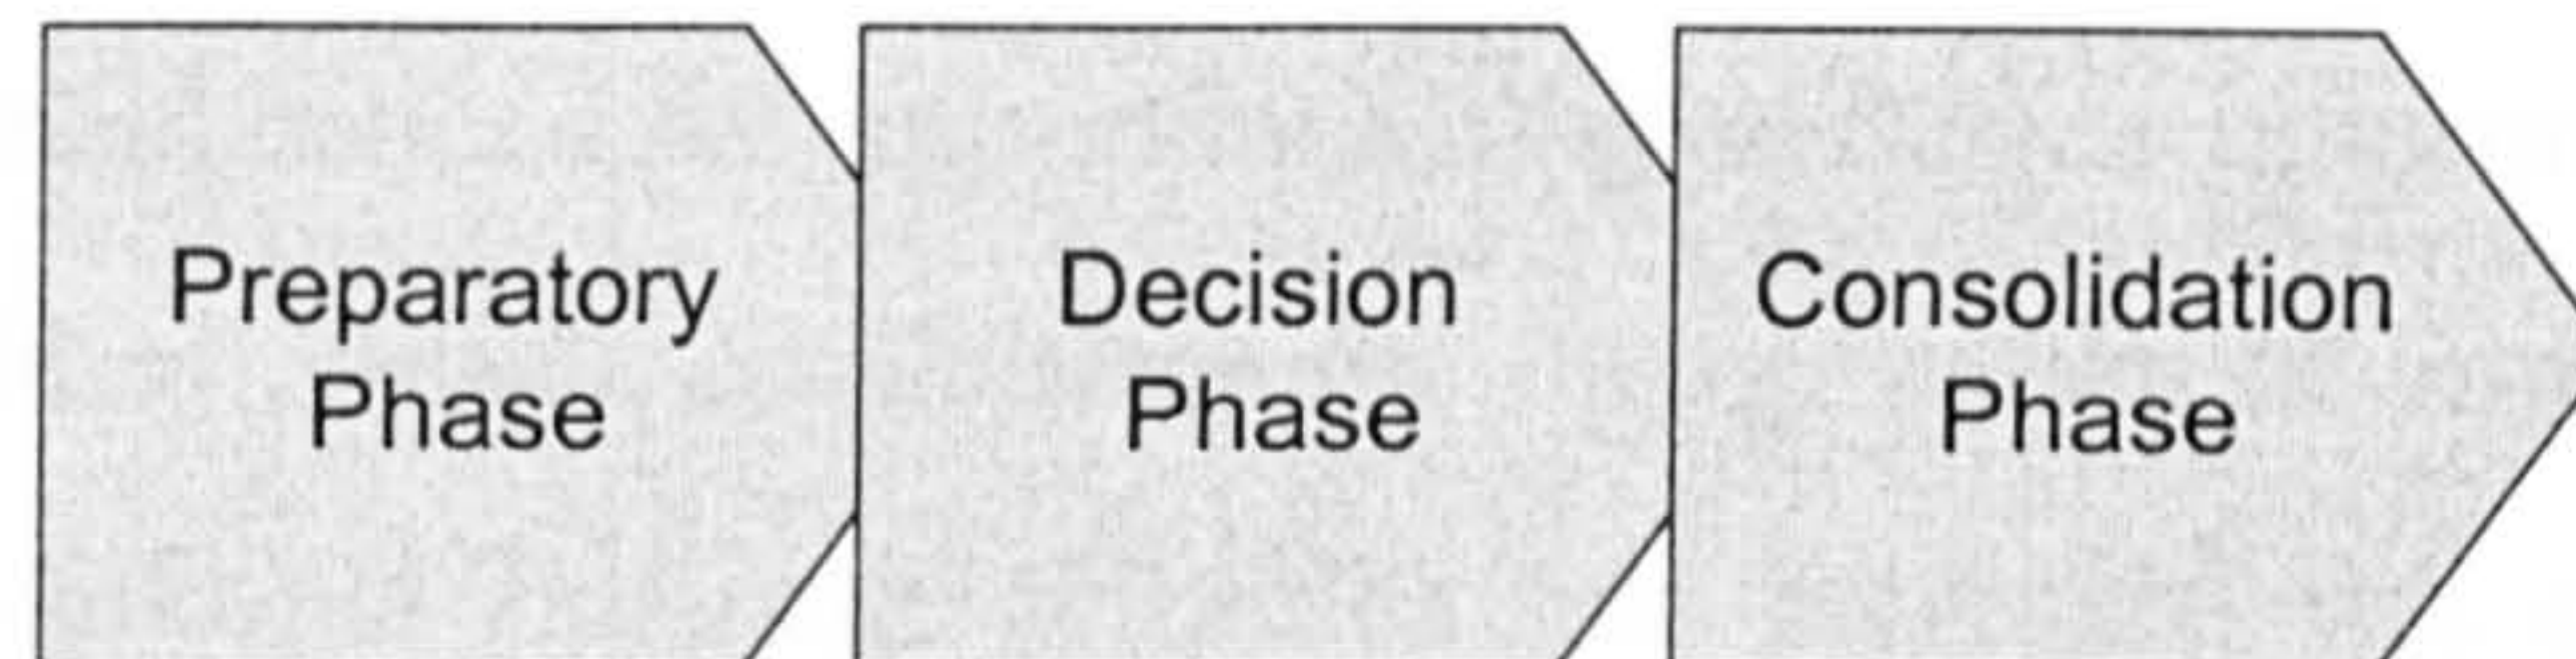 Preparatory
Phase
Decision
Phase
Consolidation
Phase